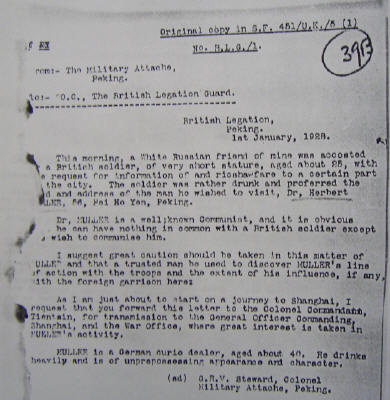 Original copy in S.F. 451/U.K./5 (1)
No. B.L.G./1.
395
From:- The Military Attache,
Peking.
To:- "O.C., The British Legation Guard.
British Legation,
Peking.
1st January, 1928.
This morning, a White Russian friend of mine was accosted
a British soldier, of very short stature, aged about 25, with
request for information of and ricshawfare to a certain part
the city. The soldier was rather drunk and proferred the
and address of the man he wished to visit, Dr. Herbert
MULLER, 56, Pei Ho Yen, Peking.
Dr. MULLER is a well;known Communist, and it is obvious
he can have nothing in common with a British soldier except
wish to communise him.
I suggest great caution should be taken in this matter of
MULLER and that a trusted man be used to discover MULLER's line
of action with the troops and the extent of his influence, if any,
with the foreign garrison here:
As I am just about to start on a journey to Shanghai, I
request that you forward this letter to the Colonel Commandant,
Tientsin, for transmission to the General Officer Commanding,
Shanghai, and the War Office, where great interest is taken in
MULLER's activity.
MULLER is a German curio dealer, aged about 40. He drinks
heavily and is of unprepossessing appearance and character.
(sd) G.R.V. Steward, Colonel
Military Attache, Peking.